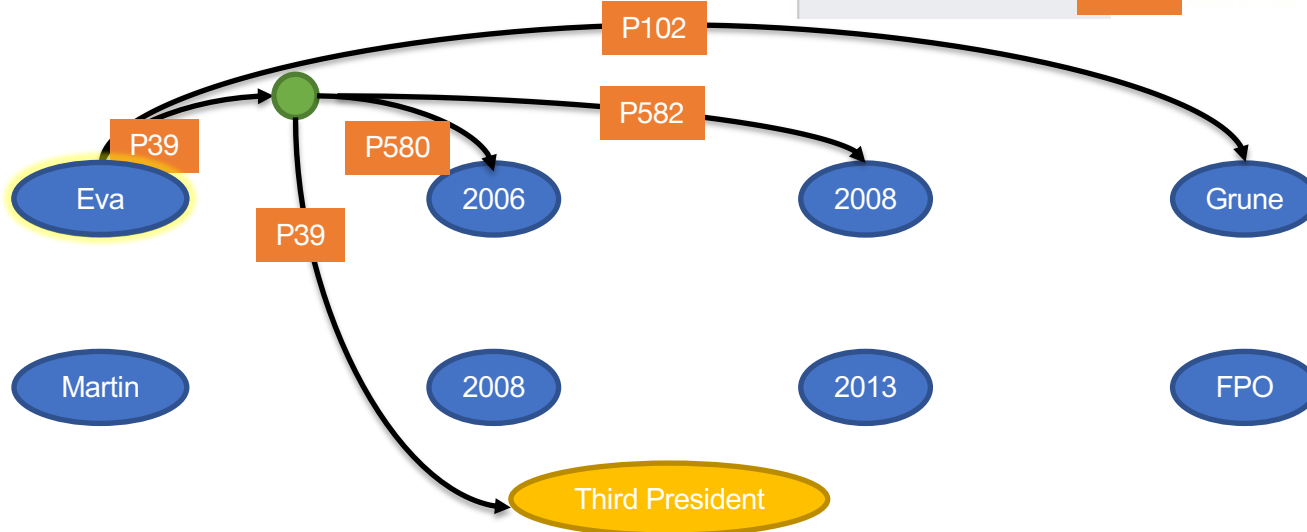 P102
P582
P39
P580
Eva
2006
2008
Grune
P39
Martin
2008
2013
FPO
Third President